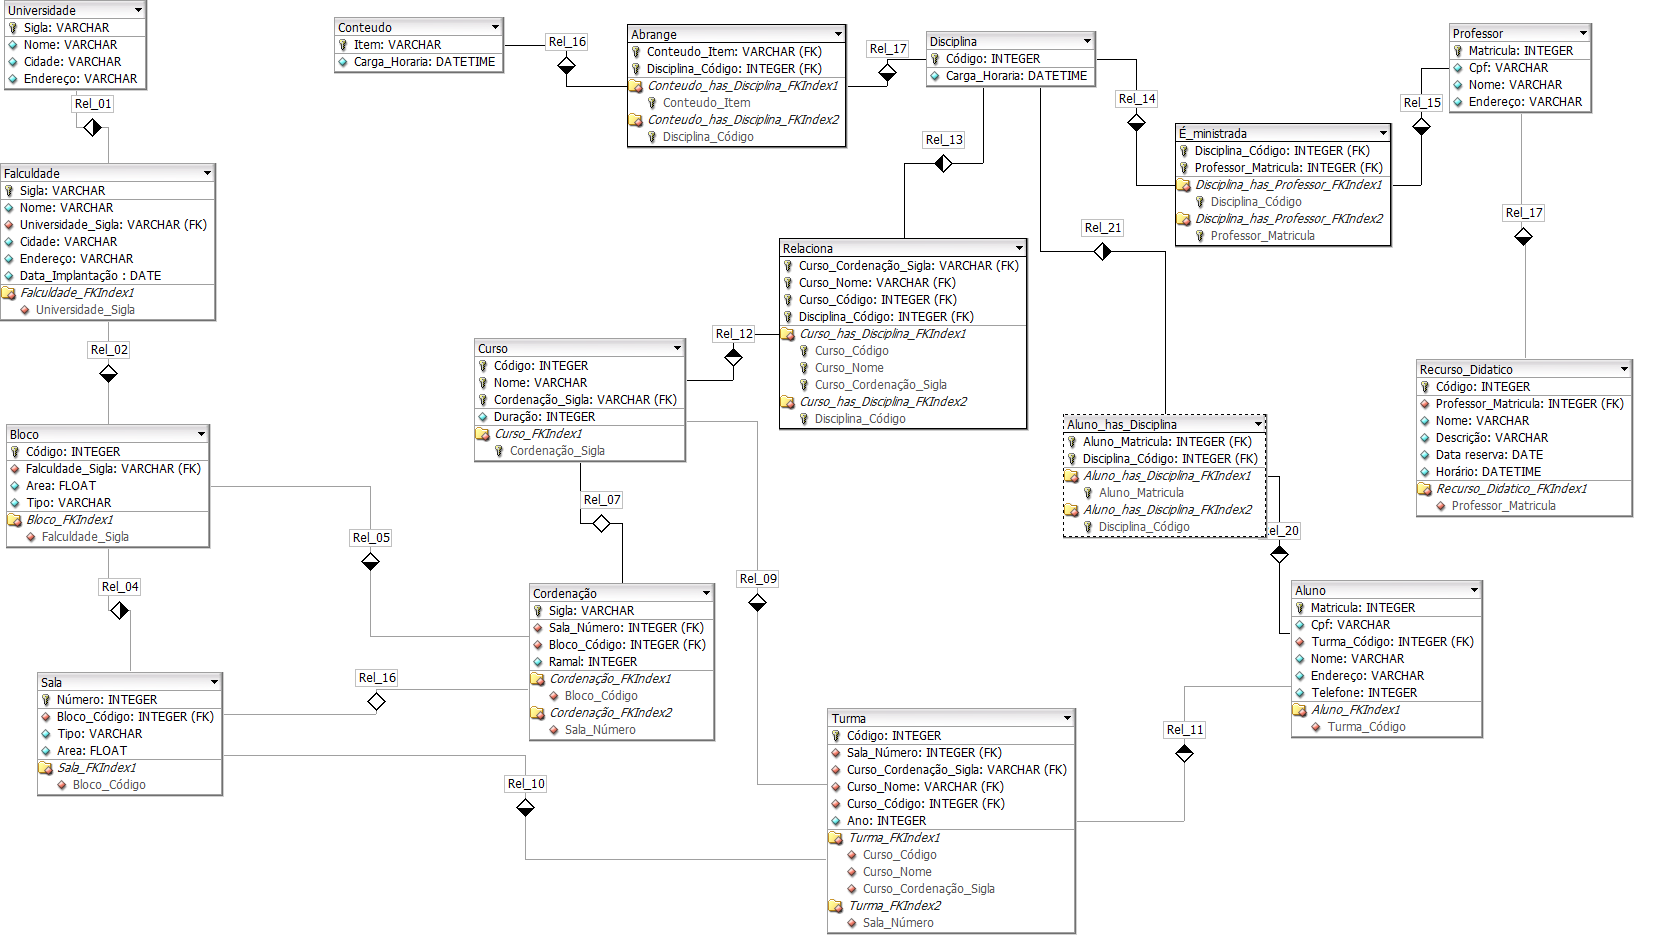 Universidade
Sigla: VARCHAR
Nome: VARCHAR
Cidade: VARCHAR
Endereço: VARCHAR
Rel_01
Falculdade
Sigla: VARCHAR
Nome: VARCHAR
Universidade_Sigla: VARCHAR (FK)
Cidade: VARCHAR
Endereço: VARCHAR
Data_Implantação : DATE
Falculdade_FKIndex1
Universidade_Sigla
Rel_02
Bloco
Código: INTEGER
Falculdade_Sigla: VARCHAR (FK)
Area: FLOAT
Tipo: VARCHAR
Bloco_FKIndex1
Falculdade_Sigla
Rel_04
Rel_05
Sala
Número: INTEGER
Bloco_Código: INTEGER (FK)
Tipo: VARCHAR
Area: FLOAT
Sala_FKIndex1
Bloco_Código
Rel_16
Rel_10
Conteudo
Item: VARCHAR
Carga_Horaria: DATETIME
Rel_16
Abrange
Conteudo_Item: VARCHAR (FK)
Disciplina_Código: INTEGER (FK)
Conteudo_has_Disciplina_FKIndex1
Conteudo_Item
Conteudo_has_Disciplina_FKIndex2
Disciplina_Código
Rel_17
Disciplina
Código: INTEGER
Carga_Horaria: DATETIME
Rel_13
Rel_14
Rel_21
É_ministrada
Disciplina_Código: INTEGER (FK)
Professor_Matricula: INTEGER (FK)
Disciplina_has_Professor_FKIndex1
Disciplina_Código
Disciplina_has_Professor_FKIndex2
Professor_Matricula
Rel_15
Professor
Matricula: INTEGER
Cpf: VARCHAR
Nome: VARCHAR
Endereço: VARCHAR
Rel_17
Relaciona
Curso_Cordenação_Sigla: VARCHAR (FK)
Curso_Nome: VARCHAR (FK)
Curso_Código: INTEGER (FK)
Disciplina_Código: INTEGER (FK)
Curso_has_Disciplina_FKIndex1
Curso_Código
Curso_Nome
Curso_Cordenação_Sigla
Curso_has_Disciplina_FKIndex2
Disciplina_Código
Rel_12
Curso
Código: INTEGER
Nome: VARCHAR
Cordenação_Sigla: VARCHAR (FK)
Duração: INTEGER
Curso_FKIndex1
Cordenação_Sigla
Rel_07
Rel_09
Cordenação
Sigla: VARCHAR
Sala_Número: INTEGER (FK)
Bloco_Código: INTEGER (FK)
Ramal: INTEGER
Cordenação_FKIndex1
Bloco_Código
Cordenação_FKIndex2
Sala_Número
Recurso_Didatico
Código: INTEGER
Professor_Matricula: INTEGER (FK)
Nome: VARCHAR
Descrição: VARCHAR
Data reserva: DATE
Horário: DATETIME
Recurso_Didatico_FKIndex1
Professor_Matricula
Aluno_has_Disciplina
Aluno_Matricula: INTEGER (FK)
Disciplina_Código: INTEGER (FK)
Aluno_has_Disciplina_FKIndex1
Aluno_Matricula
Aluno_has_Disciplina_FKIndex2
Disciplina_Código
el_20
Aluno
Matricula: INTEGER
Cpf: VARCHAR
Turma_Código: INTEGER (FK)
Nome: VARCHAR
Endereço: VARCHAR
Telefone: INTEGER
Aluno_FKIndex1
Turma_Código
Rel_11
Turma
Código: INTEGER
Sala_Número: INTEGER (FK)
Curso_Cordenação_Sigla: VARCHAR (FK)
Curso_Nome: VARCHAR (FK)
Curso_Código: INTEGER (FK)
Ano: INTEGER
Turma_FKIndex1
Curso_Código
Curso_Nome
Curso_Cordenação_Sigla
Turma_FKIndex2
Sala_Número